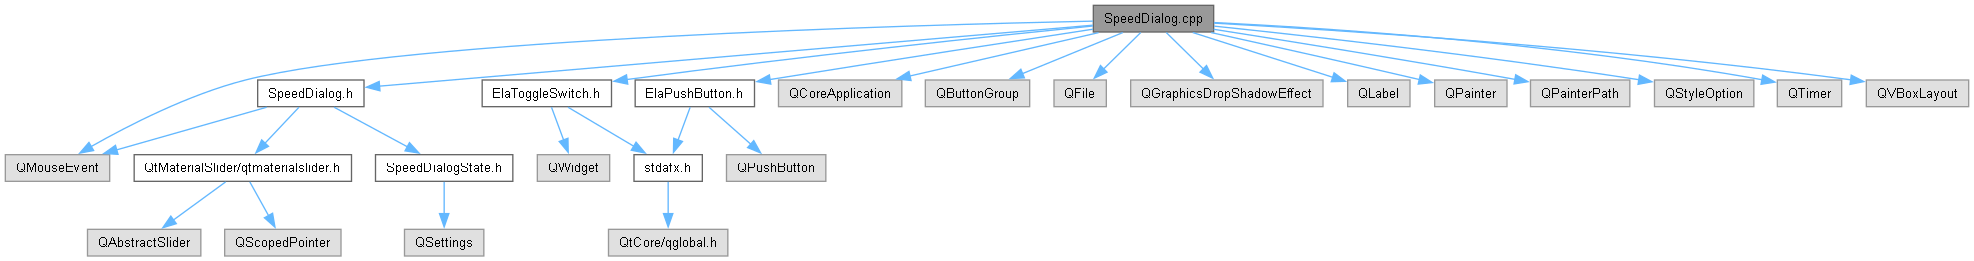 SpeedDialog.cpp
SpeedDialog.h
ElaToggleSwitch.h
ElaPushButton.h
QCoreApplication
QButtonGroup
QFile
QGraphicsDropShadowEffect
QLabel
QPainter
QPainterPath
QStyleOption
QTimer
QVBoxLayout
QMouseEvent
QtMaterialSlider/qtmaterialslider.h
SpeedDialogState.h
QWidget
stdafx.h
QPushButton
QAbstractSlider
QScopedPointer
QSettings
QtCore/qglobal.h